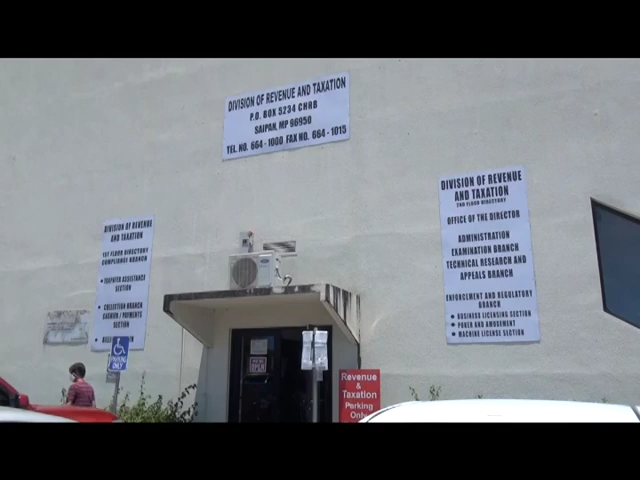 DIVISION OF REVENUE AND TAXATION
P.O. BOX 5234 CHRB
SAIPAN, MP 96950
TEL NO. 664-1000 FAX NO. 664-1015
DIVISION OF REVENUE
AND TAXATION
1ST FLOOR DIRECTORY
COMPLIANCE BRANCH
TAXPAYER ASSISTANCE
SECTION
COLLECTION BRANCH
CASHIER / PAYMENTS
SECTION
DIVISION OF REVENUE
AND TAXATION
2ND FLOOR DIRECTORY
OFFICE OF THE DIRECTOR
ADMINISTRATION
EXAMINATION BRANCH
TECHNICAL RESEARCH AND
APPEALS BRANCH
ENFORCEMENT AND REGULATORY
BRANCH
BUSINESS LICENSING SECTION
POKER AND AMUSEMENT
MACHINE LICENSE SECTION
PARKING
ONLY
OPEN
Revenue
&
Taxation
Parking
Only